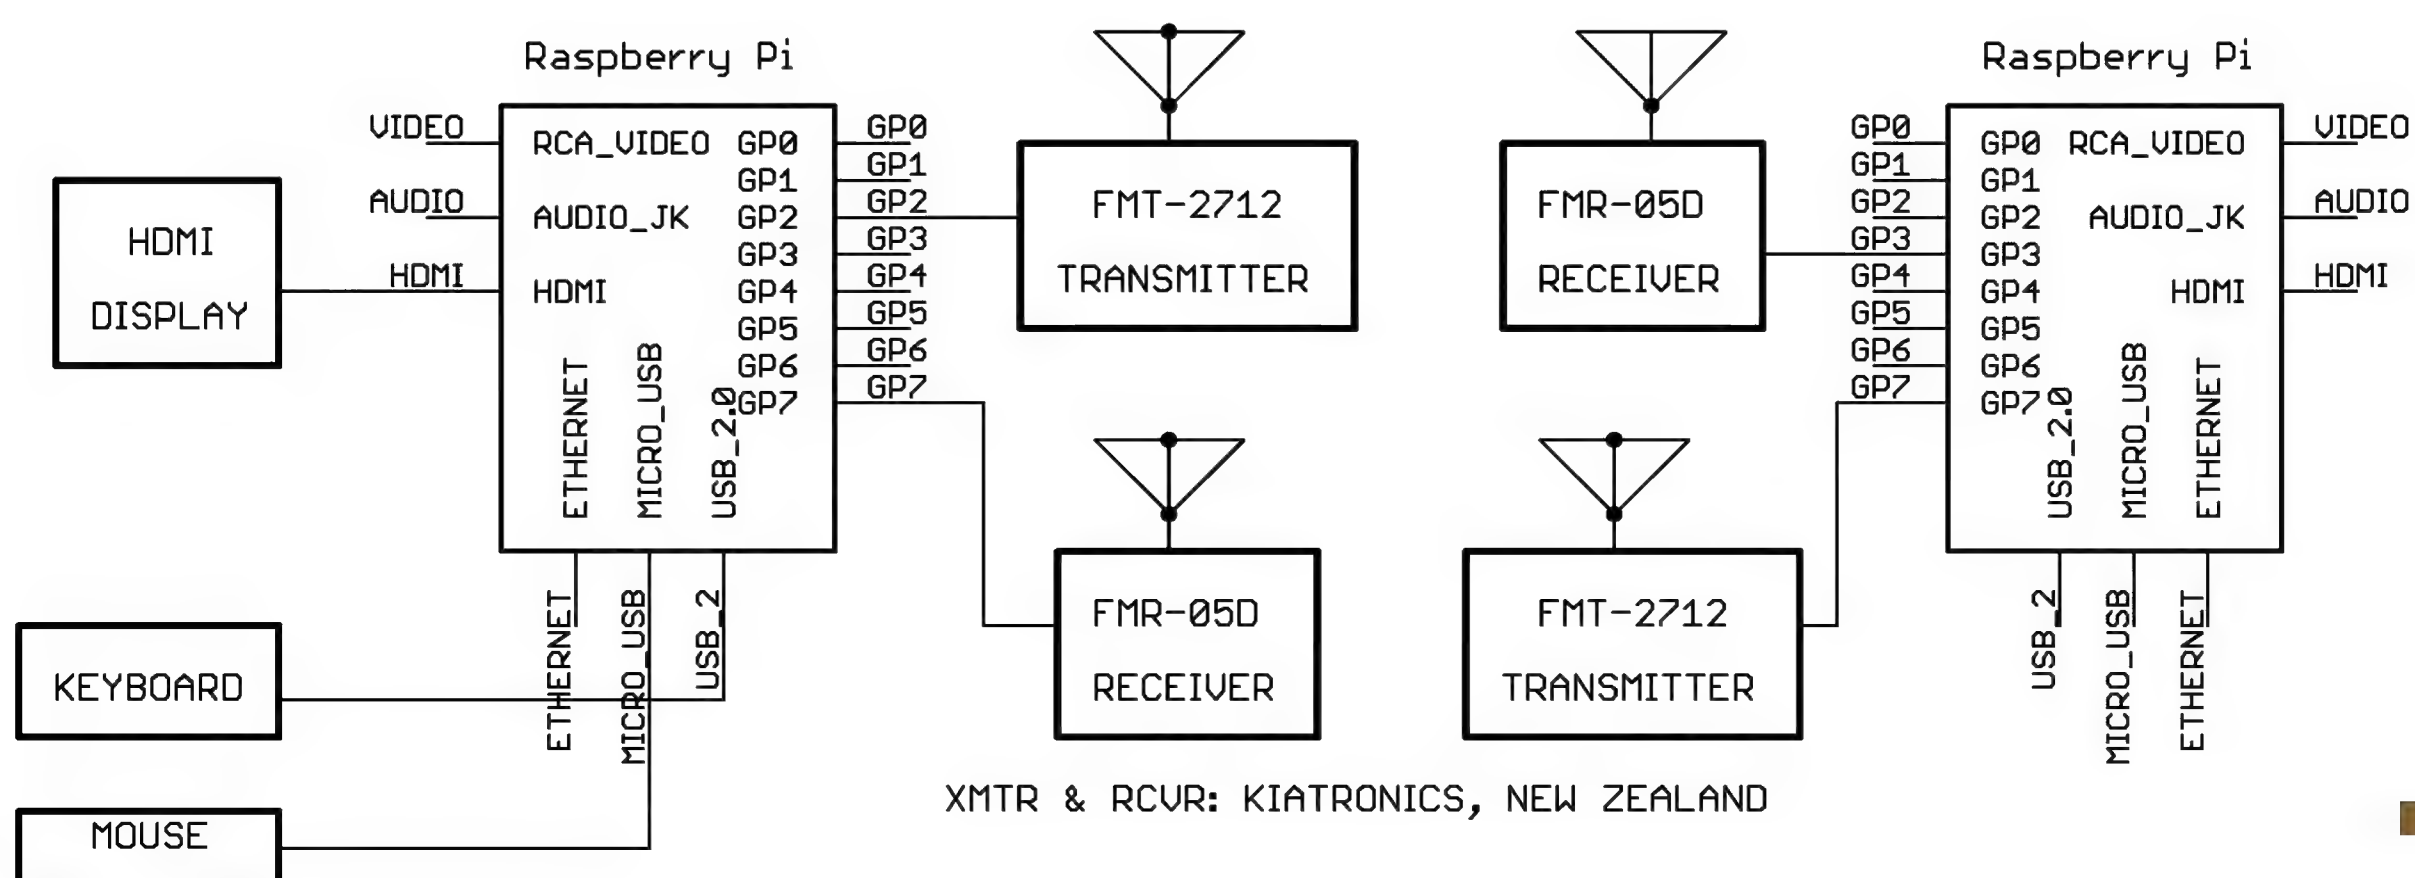 Raspberry Pi
Raspberry Pi
VIDEO
RCA_VIDEO
GP0
GP0
GP1
GP1
AUDIO
AUDIO_JK
GP2
GP2
GP3
GP3
HDMI
HDMI
GP4
GP4
GP5
GP5
GP6
GP6
GP7
GP7
ETHERNET
MICRO_USB
USB_2.0
ETHERNET
MICRO_USB
USB_2
HDMI
DISPLAY
KEYBOARD
MOUSE
FMT-2712
TRANSMITTER
FMR-05D
RECEIVER
FMR-05D
RECEIVER
FMT-2712
TRANSMITTER
GP0
GP0
RCA_VIDEO
VIDEO
GP1
GP1
GP2
GP2
AUDIO_JK
AUDIO
GP3
GP3
GP4
GP4
HDMI
HDMI
GP5
GP5
GP6
GP6
GP7
GP7
USB_2.0
MICRO_USB
ETHERNET
USB_2
MICRO_USB
ETHERNET
XMTR & RCVR: KIATRONICS, NEW ZEALAND